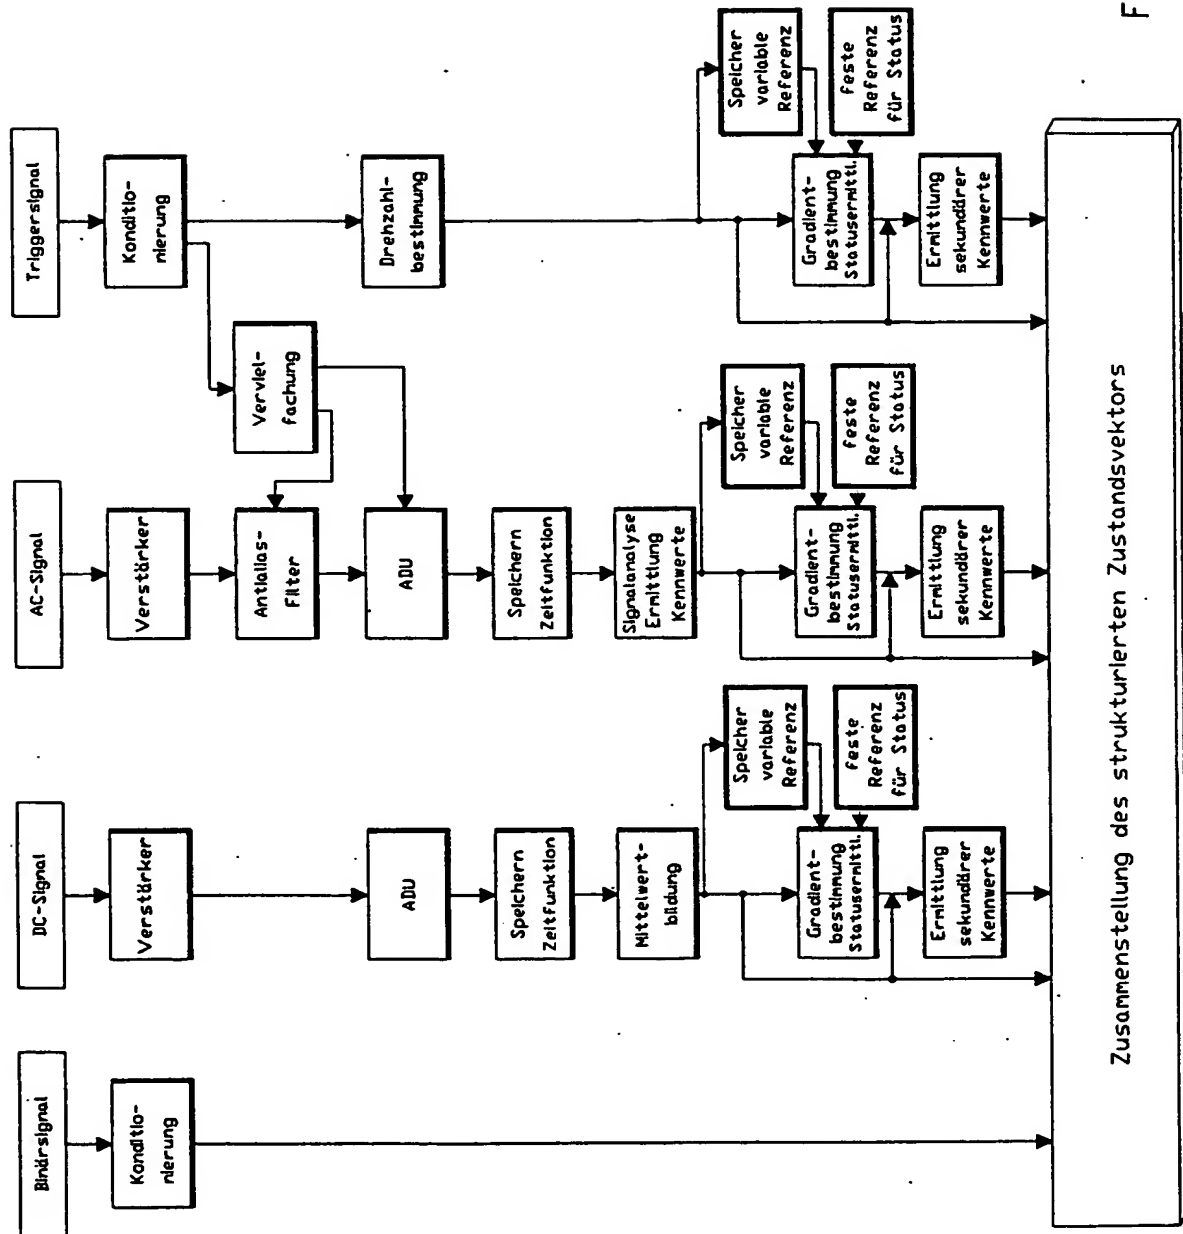 Binärsignal
Konditio-
nierung
DC-Signal
Verstärker
ADU
Speichern
Zeitfunktion
Mittelwert-
bildung
Speicher
variable
Referenz
feste
Referenz
für Status
Gradient-
bestimmung
Statusermittl.
Ermittlung
sekundärer
Kennwerte
AC-Signal
Verstärker
Antialias-
Filter
ADU
Speichern
Zeitfunktion
Signalanalyse
Ermittlung
Kennwerte
Speicher
variable
Referenz
feste
Referenz
für Status
Gradient-
bestimmung
Statusermittl.
Ermittlung
sekundärer
Kennwerte
Triggersignal
Konditio-
nierung
Verviel-
fachung
Drehzahl-
bestimmung
Speicher
variable
Referenz
feste
Referenz
für Status
Gradient-
bestimmung
Statusermittl.
Ermittlung
sekundärer
Kennwerte
Zusammenstellung des strukturierten Zustandsvektors
F